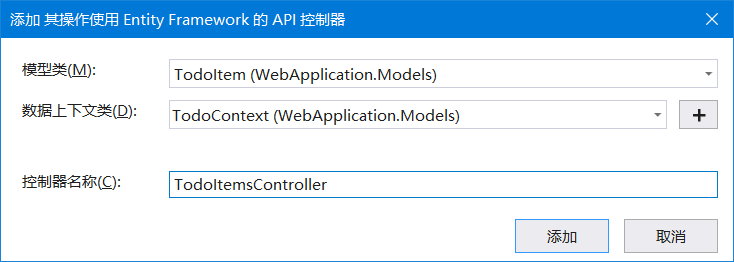 添加 其操作使用 Entity Framework 的 API 控制器
模型类(M):
TodoItem (WebApplication.Models)
数据上下文类(D):
TodoContext (WebApplication.Models)
+
控制器名称(C):
TodoItemsController
添加
取消